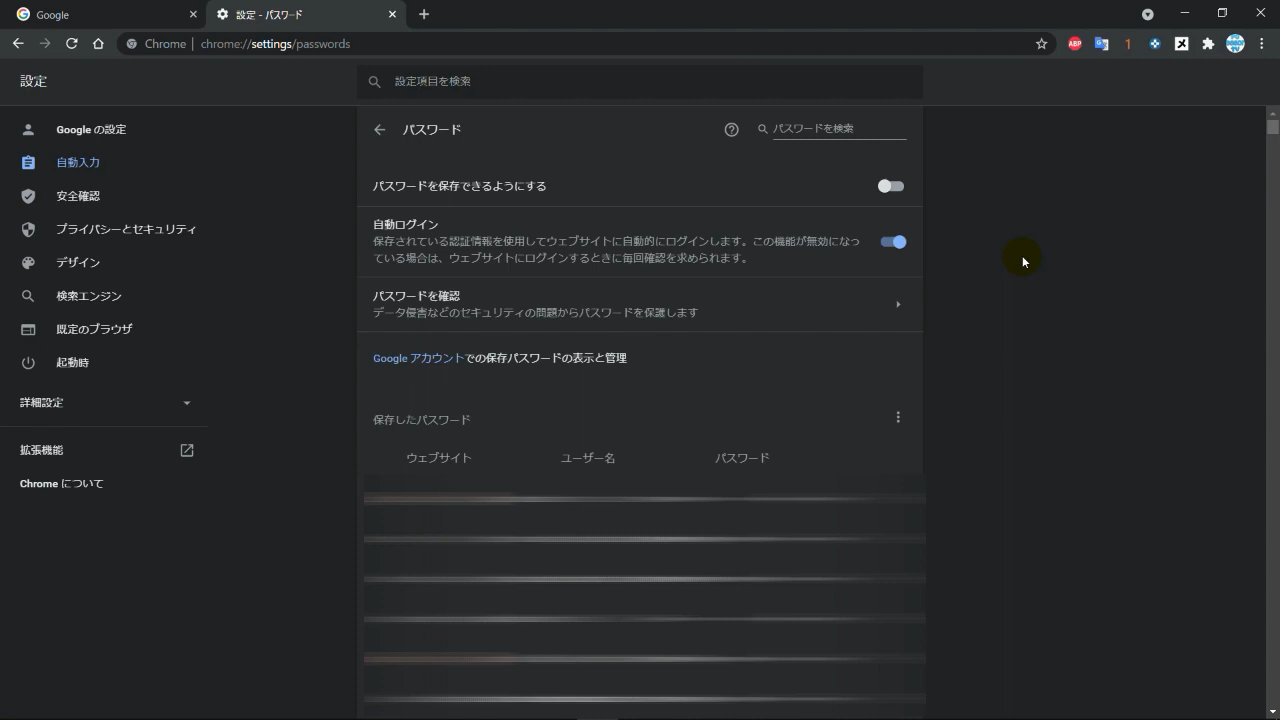 Google
設定 - パスワード
Chrome | chrome://settings/passwords
ABP
1
設定
設定項目を検索
Google の設定
自動入力
安全確認
プライバシーとセキュリティ
デザイン
検索エンジン
既定のブラウザ
起動時
詳細設定
拡張機能
Chrome について
パスワード
パスワードを検索
パスワードを保存できるようにする
自動ログイン
保存されている認証情報を使用してウェブサイトに自動的にログインします。この機能が無効になっ
ている場合は、ウェブサイトにログインするときに毎回確認を求められます。
パスワードを確認
データ侵害などのセキュリティの問題からパスワードを保護します
Google アカウントでの保存パスワードの表示と管理
保存したパスワード
ウェブサイト ユーザー名 パスワード